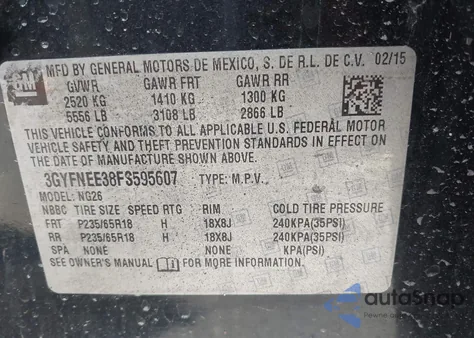 MFD BY GENERAL MOTORS DE MEXICO, S. DE R.L. DE C.V. 02/15
gm GVWR GAWR FRT GAWR RR
2520 KG 1410 KG 1300 KG
5556 LB 3108 LB 2866 LB
THIS VEHICLE CONFORMS TO ALL APPLICABLE U.S. FEDERAL MOTOR
VEHICLE SAFETY AND THEFT PREVENTION STANDARDS IN
EFFECT ON THE DATE OF MANUFACTURE SHOWN ABOVE.
3GYFNEE38FS595607 TYPE: M.P.V.
MODEL: NG26
NBBC TIRE SIZE SPEED RTG RIM COLD TIRE PRESSURE
FRT P235/65R18 H 18X8J 240KPA(35PSI)
RR P235/65R18 H 18X8J 240KPA(35PSI)
SPA NONE NONE KPA(PSI)
SEE OWNER'S MANUAL FOR MORE INFORMATION.
autoSnap